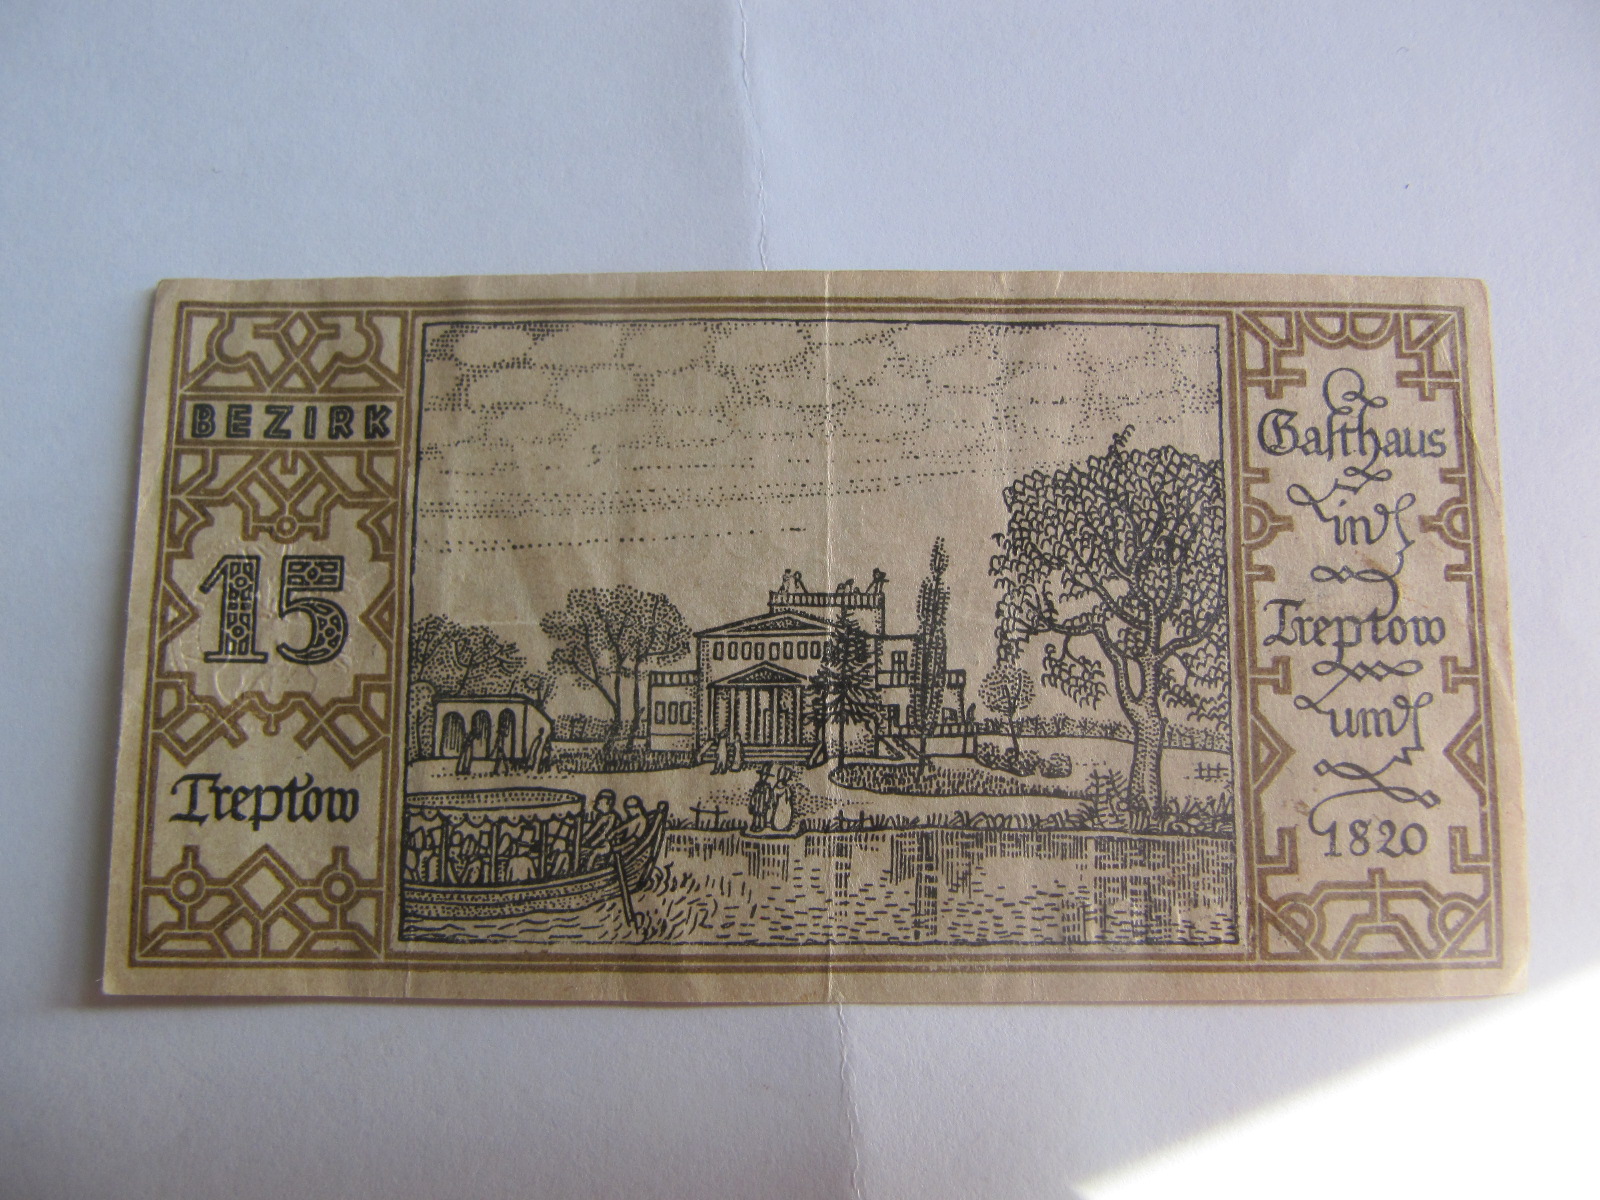 BEZIRK
15
Treptow
Gaſthaus
in
Treptow
um
1820